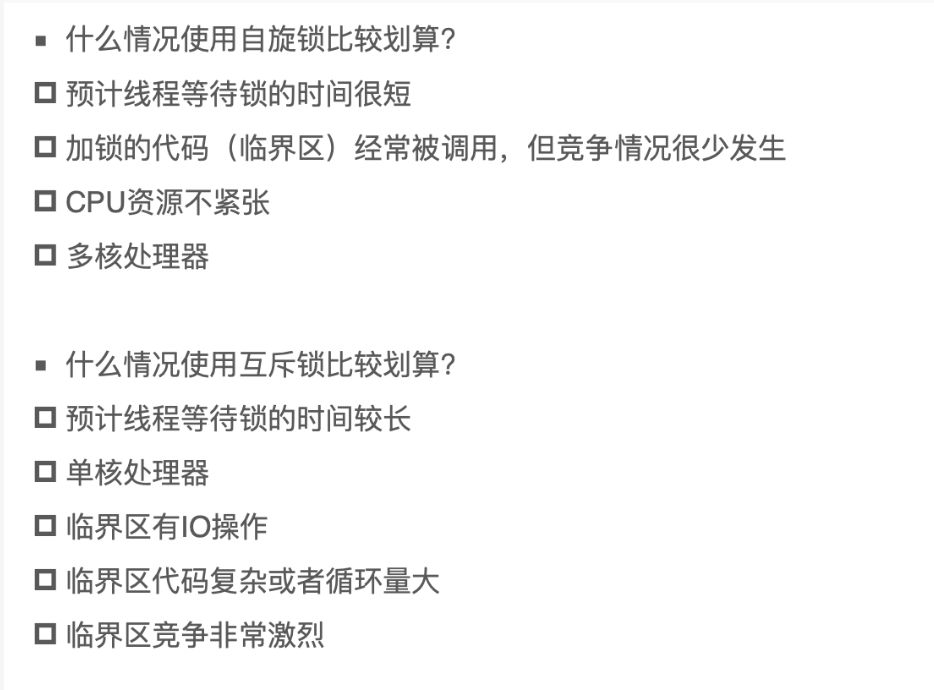 ▪ 什么情况使用自旋锁比较划算?
预计线程等待锁的时间很短
加锁的代码（临界区）经常被调用，但竞争情况很少发生
CPU资源不紧张
多核处理器
▪ 什么情况使用互斥锁比较划算?
预计线程等待锁的时间较长
单核处理器
临界区有IO操作
临界区代码复杂或者循环量大
临界区竞争非常激烈